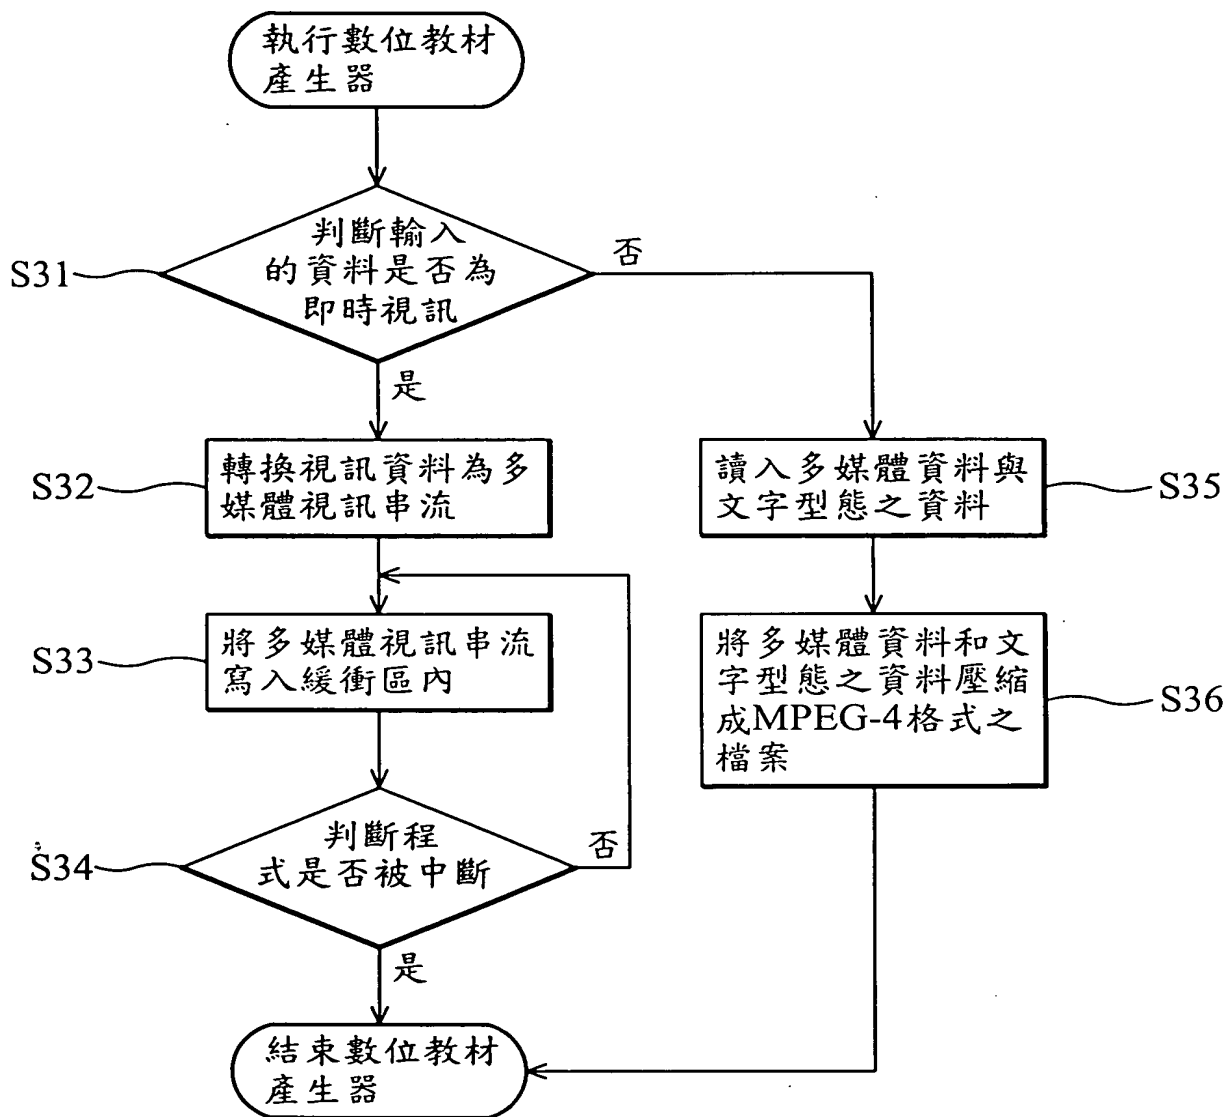 執行數位教材
產生器
S31
判斷輸入
的資料是否為
即時視訊
否
是
S32
轉換視訊資料為多
媒體視訊串流
讀入多媒體資料與
文字型態之資料
S35
S33
將多媒體視訊串流
寫入緩衝區內
將多媒體資料和文
字型態之資料壓縮
成MPEG-4格式之
檔案
S36
S34
判斷程
式是否被中斷
否
是
結束數位教材
產生器